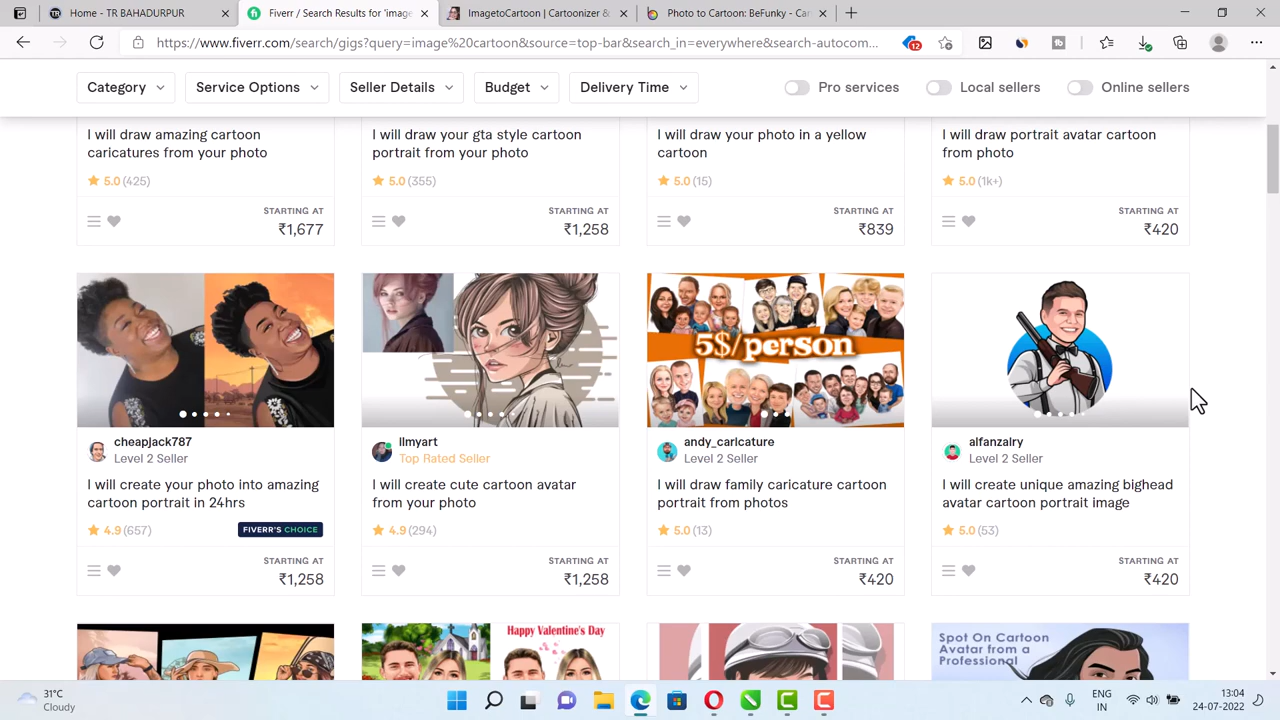 Home - TR BAHADURPUR
Fiverr / Search Results for 'image
ImagetoCartoon | Cartoonizer &
Photo to Cartoon: BeFunky - Car
https://www.fiverr.com/search/gigs?query=image%20cartoon&source=top-bar&search_in=everywhere&search-autocom...
12
Category
Service Options
Seller Details
Budget
Delivery Time
Pro services
Local sellers
Online sellers
I will draw amazing cartoon
caricatures from your photo
5.0 (425)
STARTING AT
₹1,677
I will draw your gta style cartoon
portrait from your photo
5.0 (355)
STARTING AT
₹1,258
I will draw your photo in a yellow
cartoon
5.0 (15)
STARTING AT
₹839
I will draw portrait avatar cartoon
from photo
5.0 (1k+)
STARTING AT
₹420
cheapjack787
Level 2 Seller
I will create your photo into amazing
cartoon portrait in 24hrs
4.9 (657)
FIVERR'S CHOICE
STARTING AT
₹1,258
ilmyart
Top Rated Seller
I will create cute cartoon avatar
from your photo
4.9 (294)
STARTING AT
₹1,258
5$/person
andy_caricature
Level 2 Seller
I will draw family caricature cartoon
portrait from photos
5.0 (13)
STARTING AT
₹420
alfanzalry
Level 2 Seller
I will create unique amazing bighead
avatar cartoon portrait image
5.0 (53)
STARTING AT
₹420
Happy Valentine's Day
Spot On Cartoon
Avatar from a
Professional
31°C
Cloudy
ENG
IN
13:04
24-07-2022